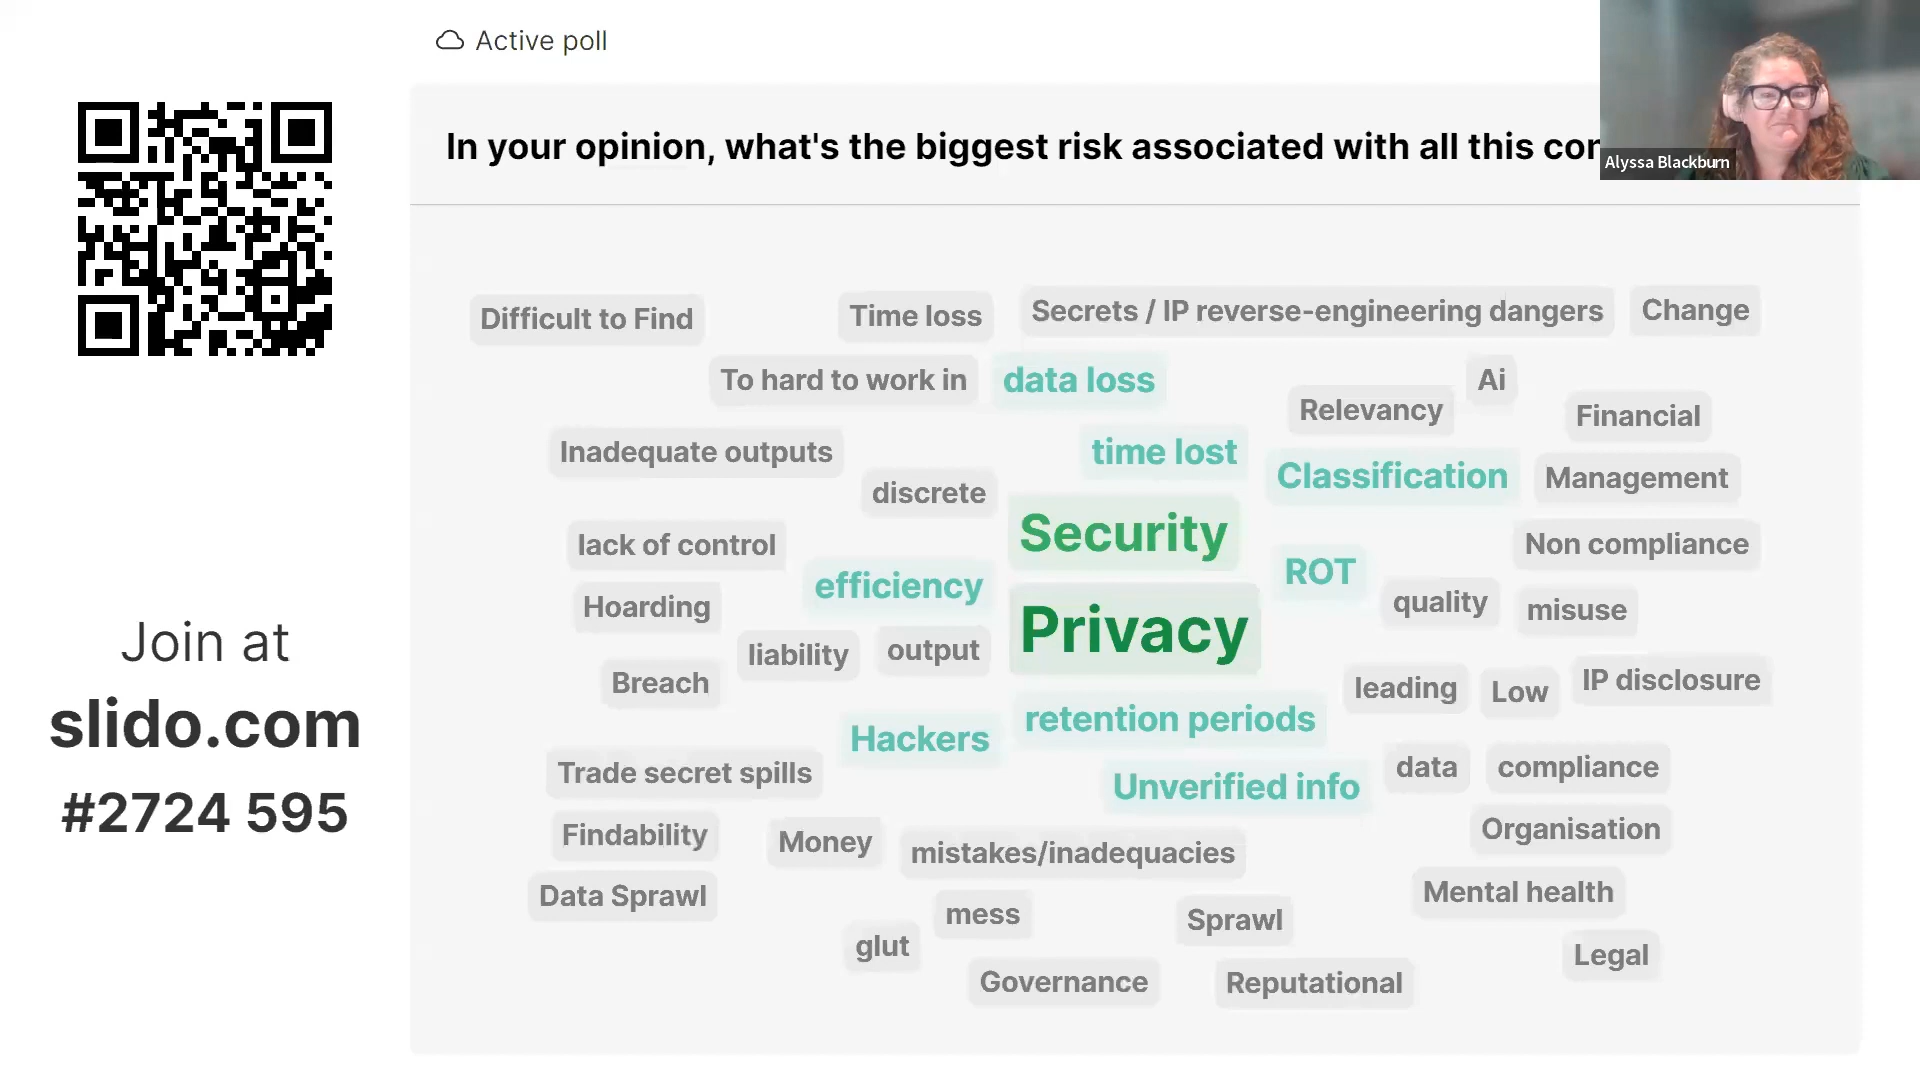 Active poll
In your opinion, what's the biggest risk associated with all this
Alyssa Blackburn
Join at
slido.com
#2724 595
Difficult to Find
Time loss
Secrets / IP reverse-engineering dangers
Change
To hard to work in
data loss
Ai
Relevancy
Financial
Inadequate outputs
time lost
Classification
Management
discrete
Security
lack of control
Non compliance
efficiency
ROT
Hoarding
quality
misuse
Privacy
liability
output
Breach
leading
Low
IP disclosure
retention periods
Hackers
Trade secret spills
Unverified info
data
compliance
Findability
Money
mistakes/inadequacies
Organisation
Data Sprawl
Mental health
mess
Sprawl
glut
Legal
Governance
Reputational